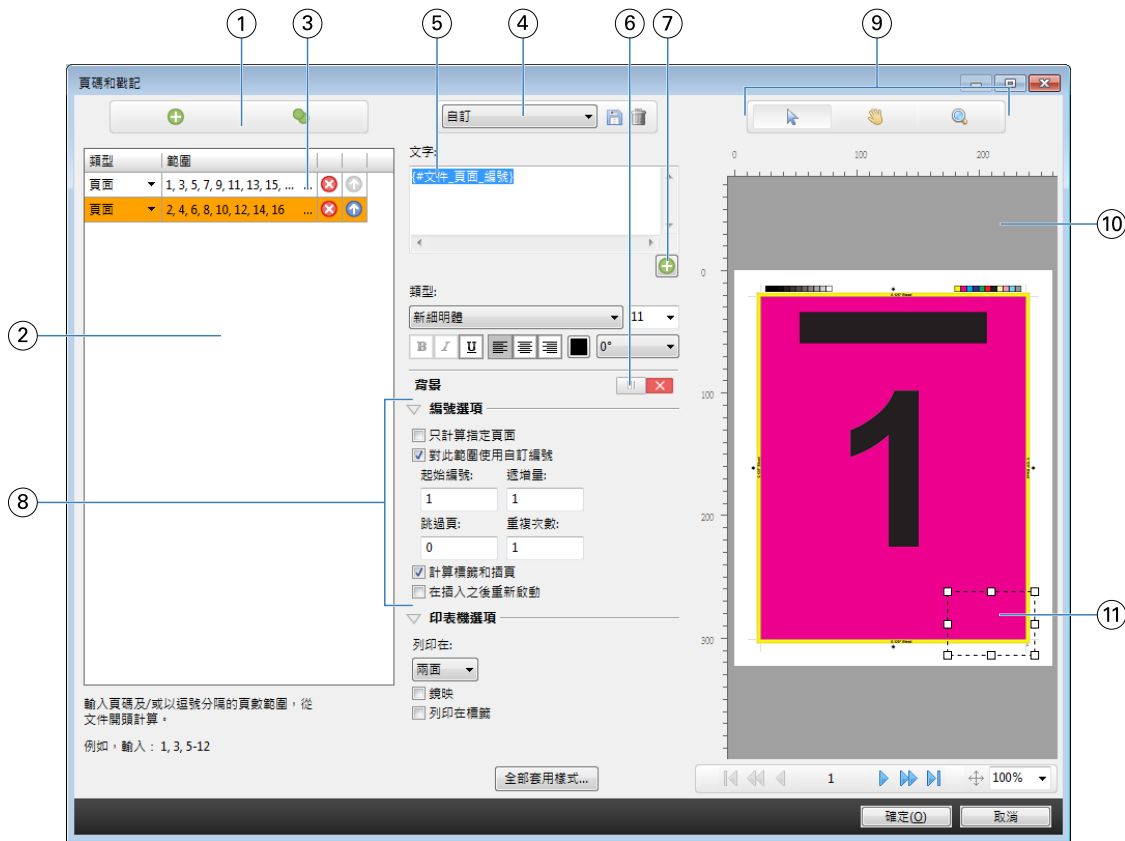 1
3
5
4
6
7
9
頁碼和戳記
自訂
類型
範圍
頁面
1, 3, 5, 7, 9, 11, 13, 15, ... ...
頁面
2, 4, 6, 8, 10, 12, 14, 16 ...
2
輸入頁碼及/或以逗號分隔的頁數範圍，從
文件開頭計算。
例如，輸入：1, 3, 5-12
文字:
{#文件_頁面_編號}
類型:
新細明體
11
B I U
0°
背景
編號選項
只計算指定頁面
對此範圍使用自訂編號
起始編號:
遞增量:
1
1
跳過頁:
重複次數:
0
1
計算標籤和插頁
在插入之後重新啟動
8
印表機選項
列印在:
兩面
鏡映
列印在標籤
全部套用樣式...
0
100
200
0
100
200
300
1
10
11
1
100%
確定(O)
取消